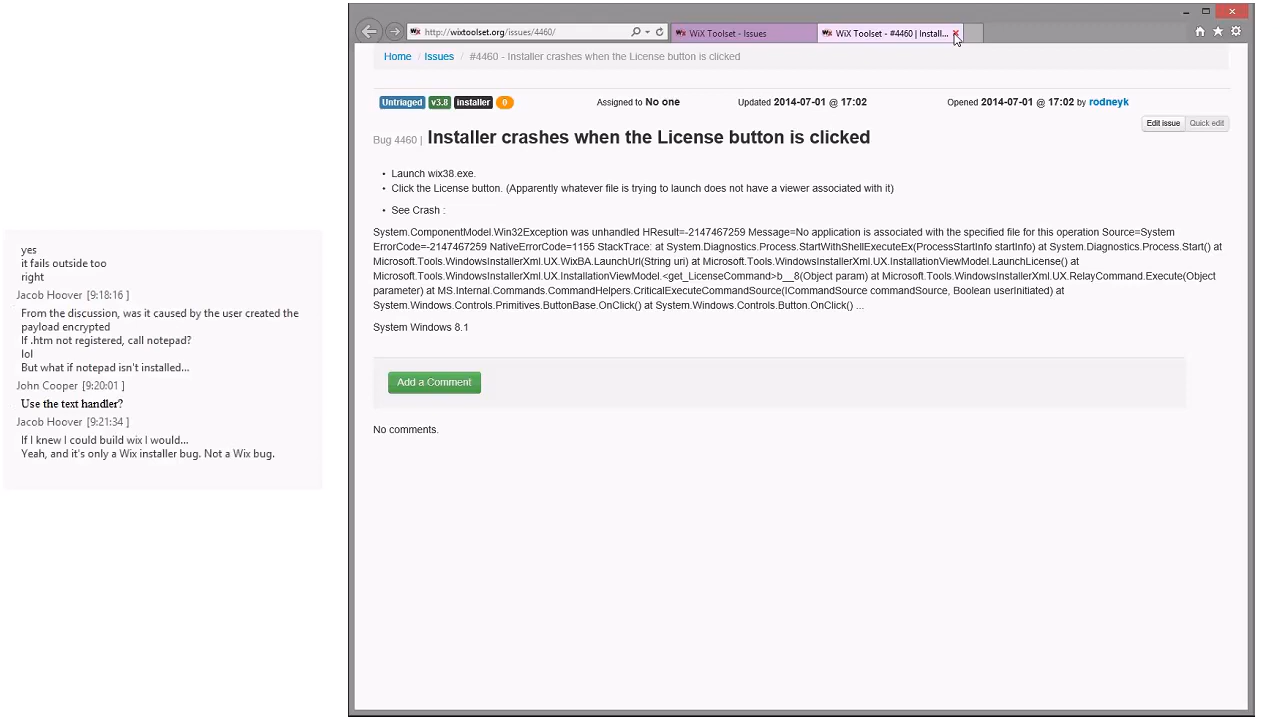 yes
it fails outside too
right
Jacob Hoover [9:18:16 ]
From the discussion, was it caused by the user created the
payload encrypted
If .htm not registered, call notepad?
lol
But what if notepad isn't installed...
John Cooper [9:20:01 ]
Use the text handler?
Jacob Hoover [9:21:34 ]
If I knew I could build wix I would...
Yeah, and it's only a Wix installer bug. Not a Wix bug.
http://wixtoolset.org/issues/4460/
WiX Toolset - Issues
WiX Toolset - #4460 | Install...
Home / Issues / #4460 - Installer crashes when the License button is clicked
Untriaged v3.8 installer 0 Assigned to No one Updated 2014-07-01 @ 17:02 Opened 2014-07-01 @ 17:02 by rodneyk
Edit issue Quick edit
Bug 4460 | Installer crashes when the License button is clicked
• Launch wix38.exe.
• Click the License button. (Apparently whatever file is trying to launch does not have a viewer associated with it)
• See Crash :
System.ComponentModel.Win32Exception was unhandled HResult=-2147467259 Message=No application is associated with the specified file for this operation Source=System
ErrorCode=-2147467259 NativeErrorCode=1155 StackTrace: at System.Diagnostics.Process.StartWithShellExecuteEx(ProcessStartInfo startInfo) at System.Diagnostics.Process.Start() at
Microsoft.Tools.WindowsInstallerXml.UX.WixBA.LaunchUrl(String uri) at Microsoft.Tools.WindowsInstallerXml.UX.InstallationViewModel.LaunchLicense() at
Microsoft.Tools.WindowsInstallerXml.UX.InstallationViewModel.<get_LicenseCommand>b__8(Object param) at Microsoft.Tools.WindowsInstallerXml.UX.RelayCommand.Execute(Object
parameter) at MS.Internal.Commands.CommandHelpers.CriticalExecuteCommandSource(ICommandSource commandSource, Boolean userInitiated) at
System.Windows.Controls.Primitives.ButtonBase.OnClick() at System.Windows.Controls.Button.OnClick() ...
System Windows 8.1
Add a Comment
No comments.